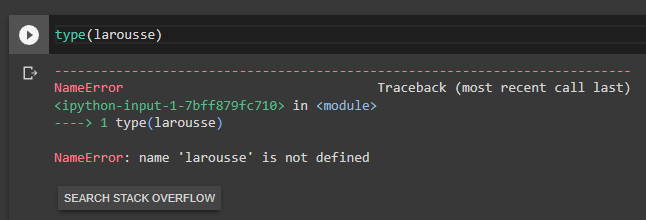 type(larousse)
---------------------------------------------------------------------------
NameError                                 Traceback (most recent call last)
<ipython-input-1-7bff879fc710> in <module>
----> 1 type(larousse)
NameError: name 'larousse' is not defined
SEARCH STACK OVERFLOW